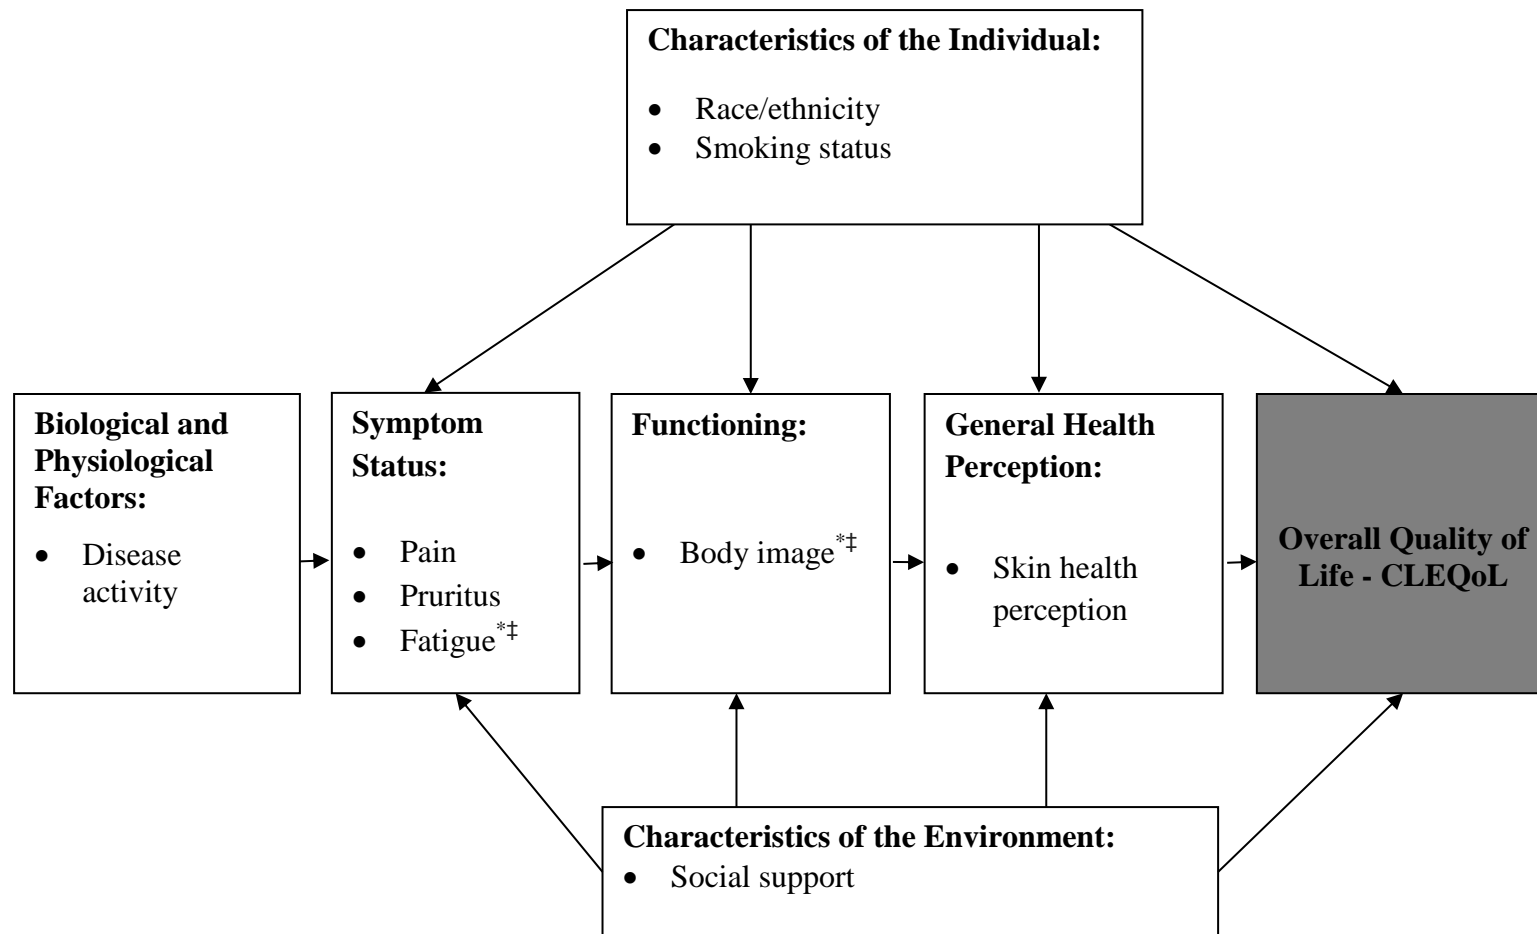 Characteristics of the Individual:
• Race/ethnicity
• Smoking status
Biological and
Physiological
Factors:
• Disease
activity
Symptom
Status:
• Pain
• Pruritus
• Fatigue*‡
Functioning:
• Body image*‡
General Health
Perception:
• Skin health
perception
Overall Quality of
Life - CLEQoL
Characteristics of the Environment:
• Social support